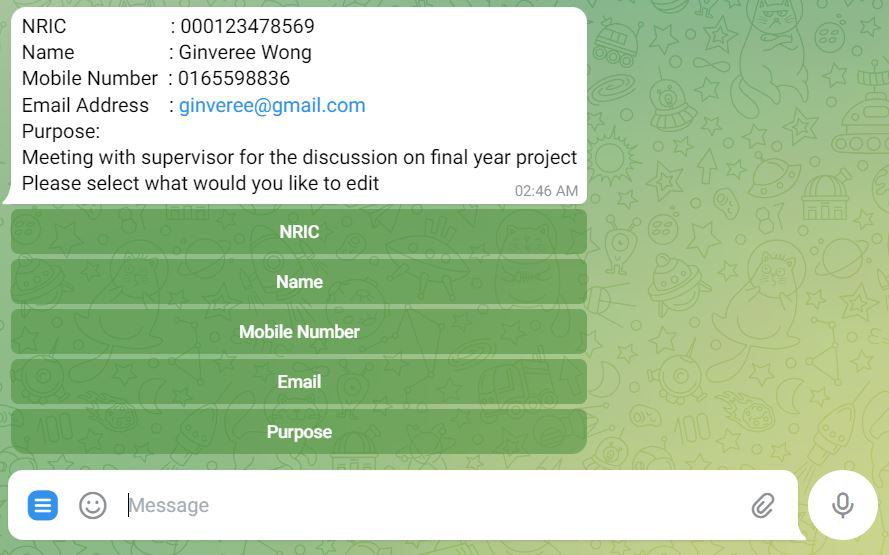 NRIC : 000123478569
Name : Ginveree Wong
Mobile Number : 0165598836
Email Address : ginveree@gmail.com
Purpose:
Meeting with supervisor for the discussion on final year project
Please select what would you like to edit
02:46 AM
NRIC
Name
Mobile Number
Email
Purpose
Message